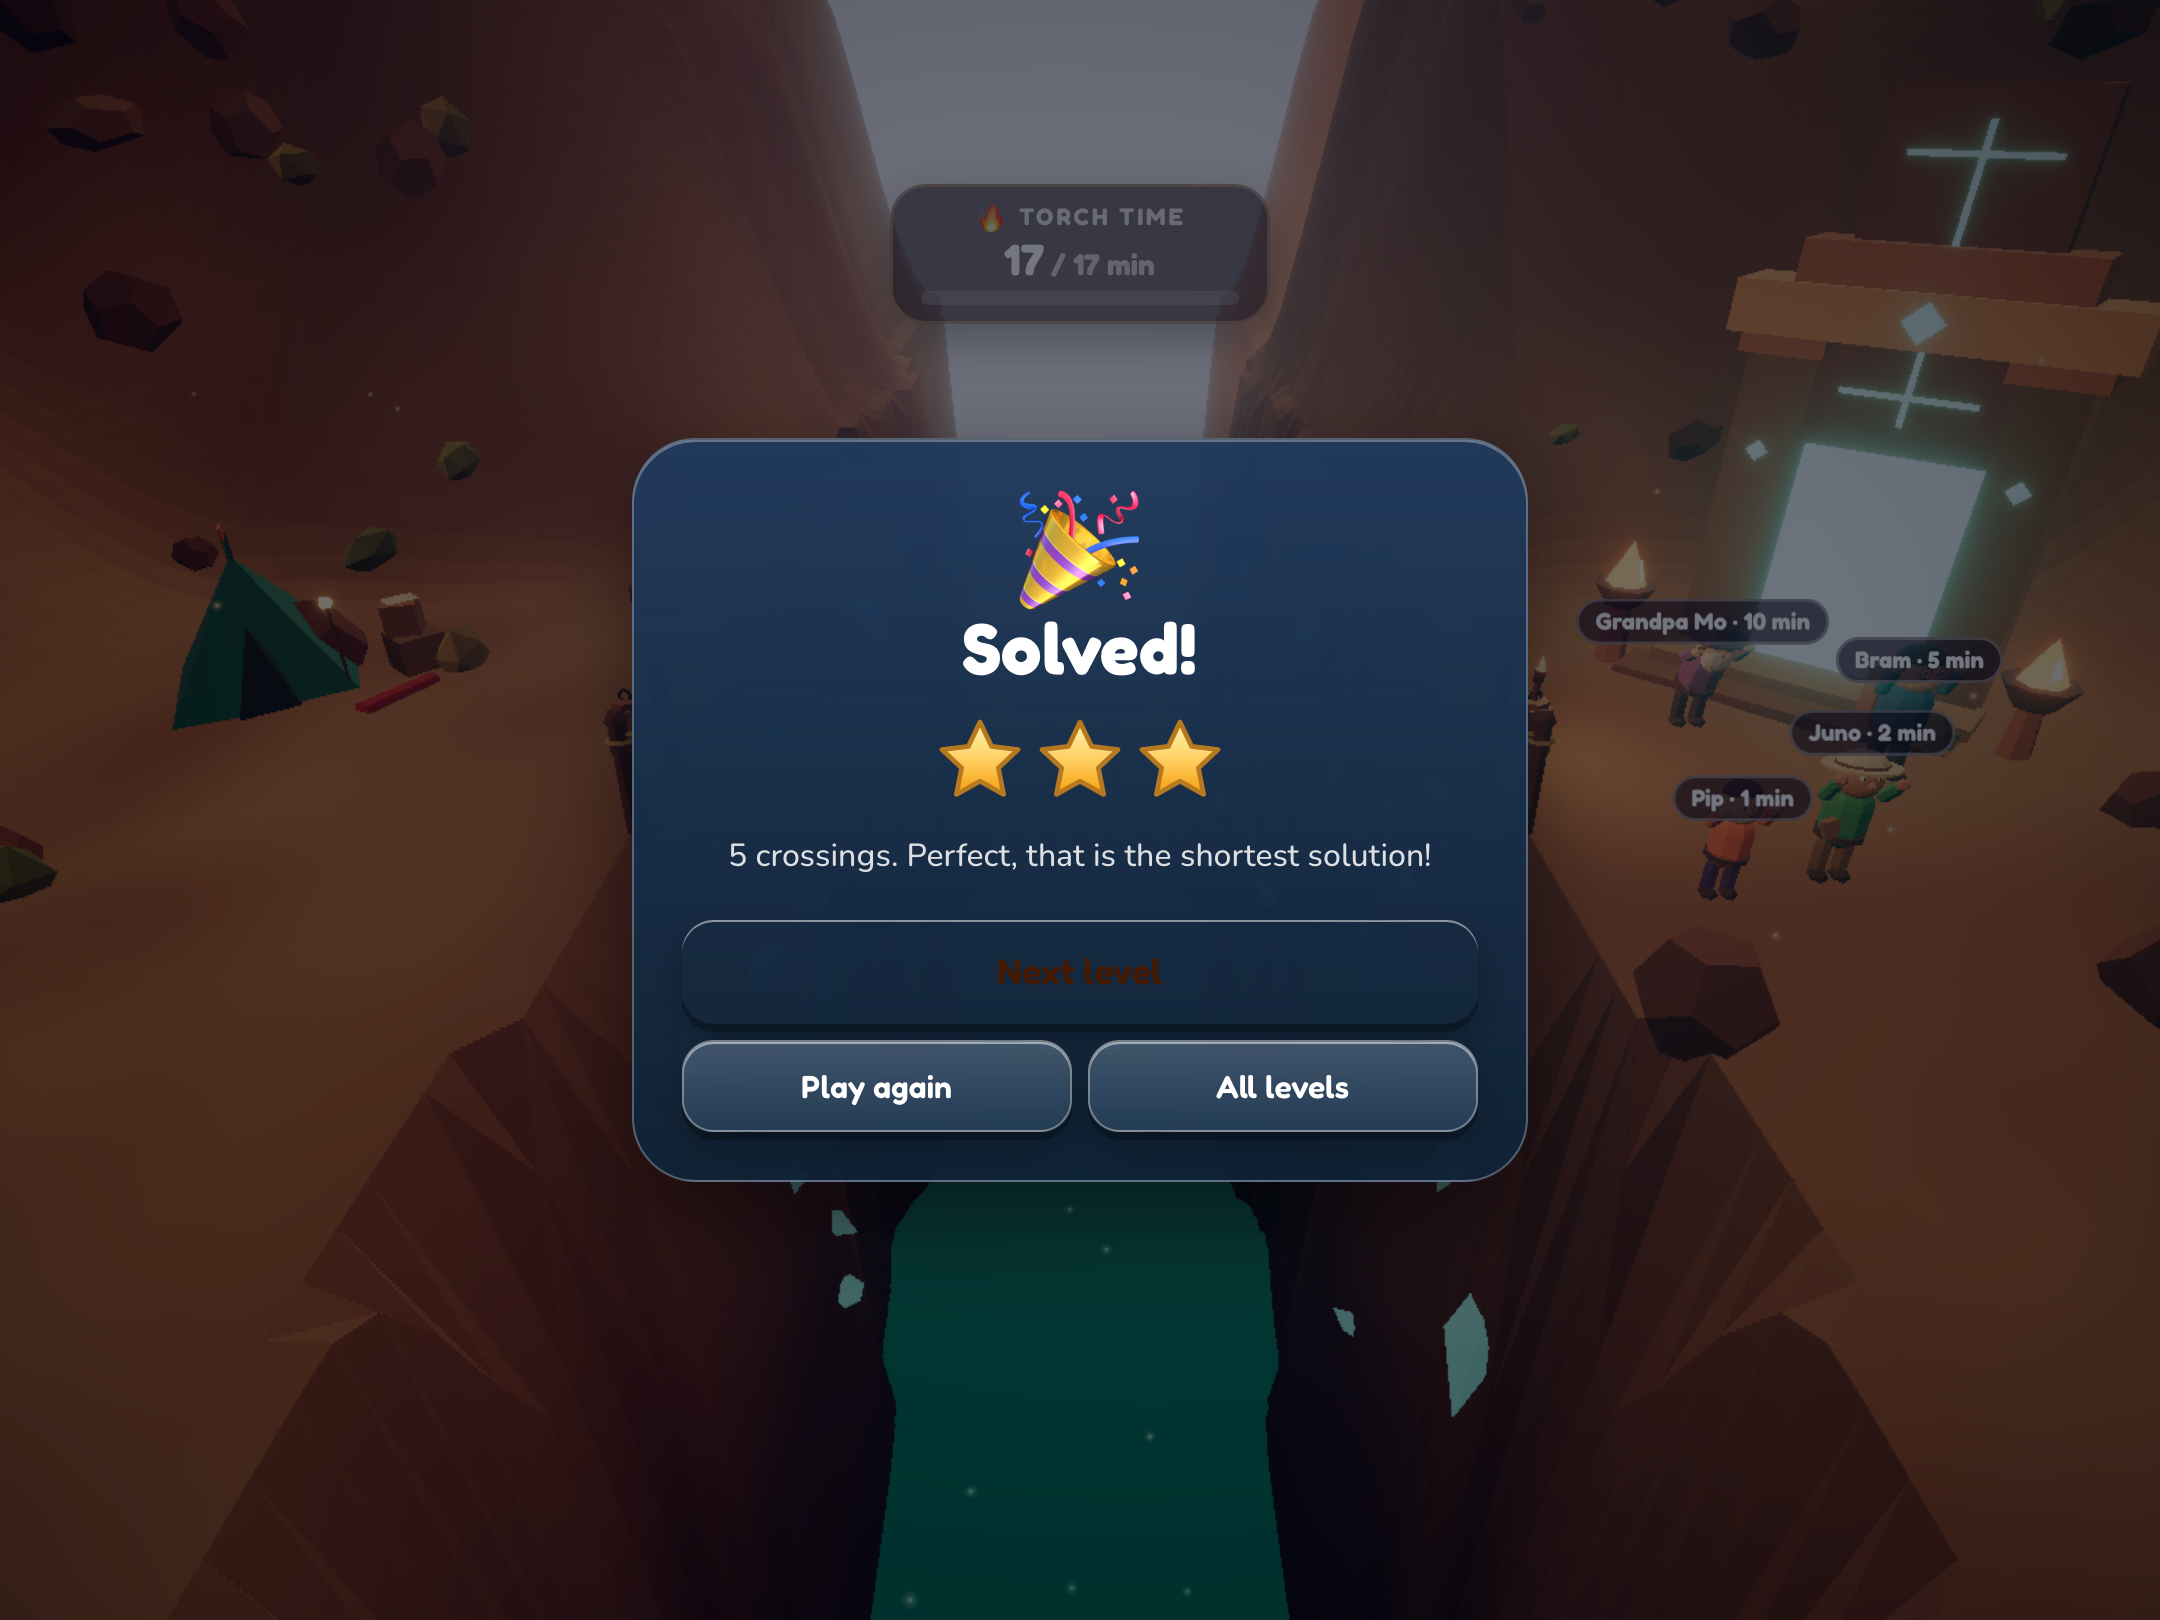 🔥 TORCH TIME
17 / 17 min
Grandpa Mo · 10 min
Bram · 5 min
Juno · 2 min
Pip · 1 min
Solved!
5 crossings. Perfect, that is the shortest solution!
Next level
Play again
All levels